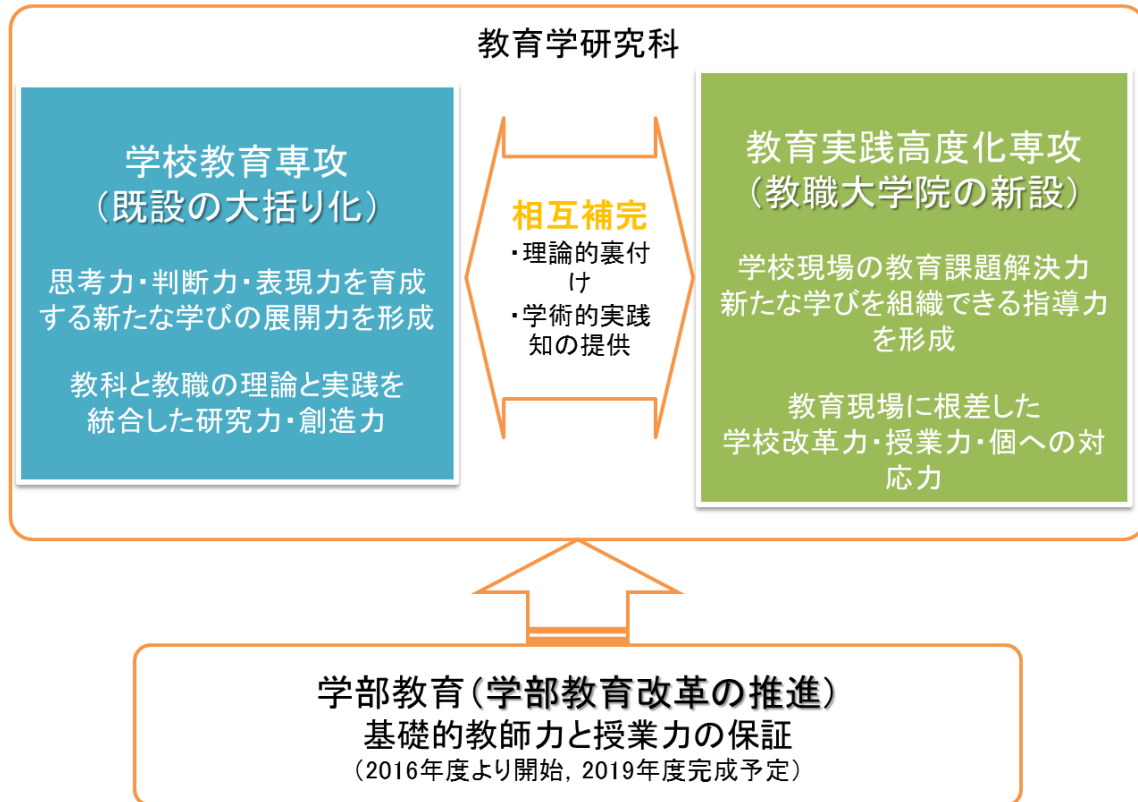 教育学研究科
学校教育専攻
（既設の大括り化）
思考力・判断力・表現力を育成
する新たな学びの展開力を形成
教科と教職の理論と実践を
統合した研究力・創造力
相互補完
・理論的裏付
け
・学術的実践
知の提供
教育実践高度化専攻
（教職大学院の新設）
学校現場の教育課題解決力
新たな学びを組織できる指導力
を形成
教育現場に根差した
学校改革力・授業力・個への対
応力
学部教育（学部教育改革の推進）
基礎的教師力と授業力の保証
（2016年度より開始，2019年度完成予定）